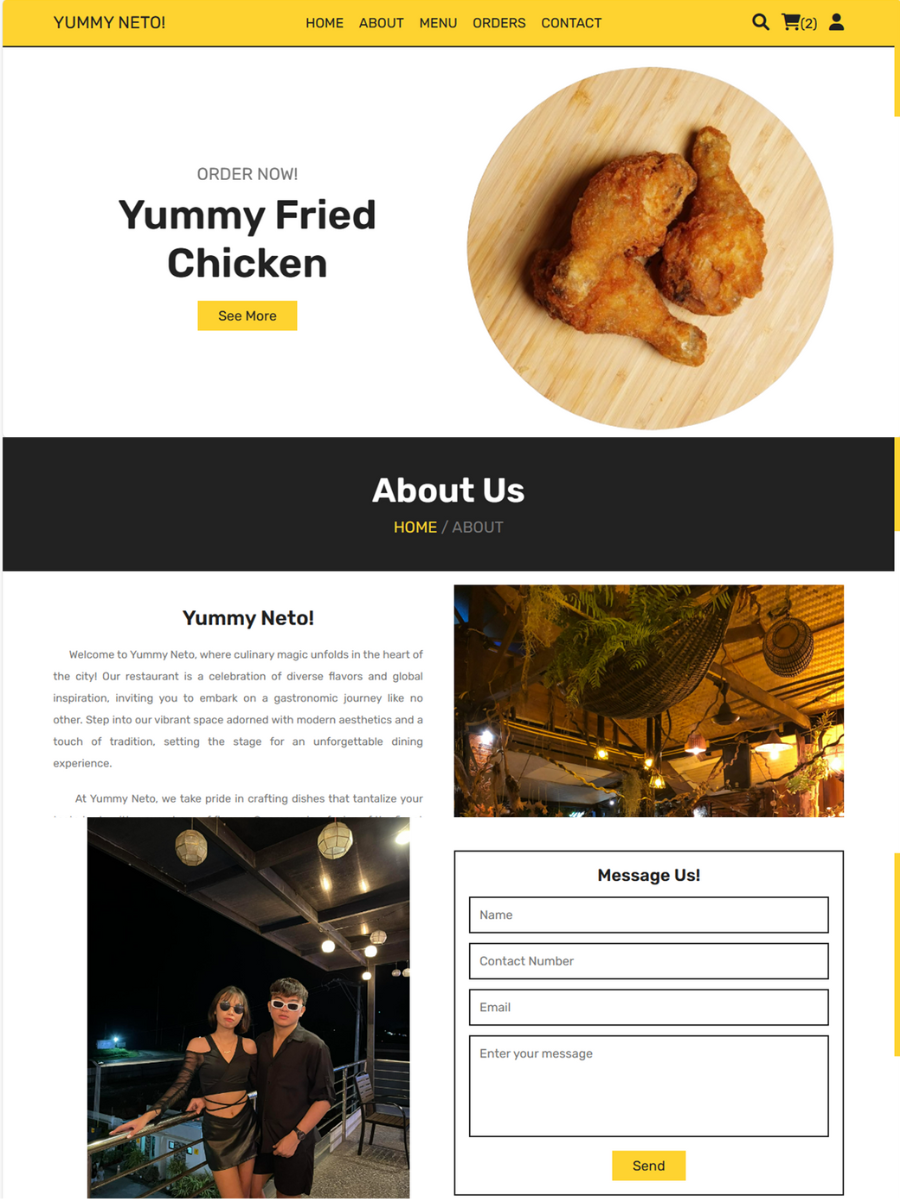 YUMMY NETO!
HOME ABOUT MENU ORDERS CONTACT
(2)
ORDER NOW!
Yummy Fried
Chicken
See More
About Us
HOME / ABOUT
Yummy Neto!
Welcome to Yummy Neto, where culinary magic unfolds in the heart of
the city! Our restaurant is a celebration of diverse flavors and global
inspiration, inviting you to embark on a gastronomic journey like no
other. Step into our vibrant space adorned with modern aesthetics and a
touch of tradition, setting the stage for an unforgettable dining
experience.
At Yummy Neto, we take pride in crafting dishes that tantalize your
Message Us!
Name
Contact Number
Email
Enter your message
Send